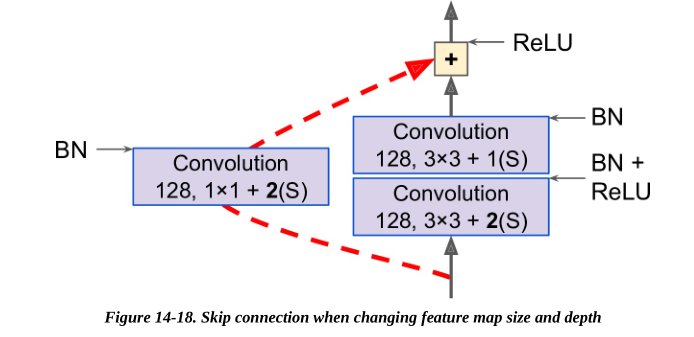 ReLU
+
BN
Convolution
128, 3×3 + 1(S)
BN
Convolution
128, 1×1 + 2(S)
BN +
ReLU
Convolution
128, 3×3 + 2(S)
Figure 14-18. Skip connection when changing feature map size and depth